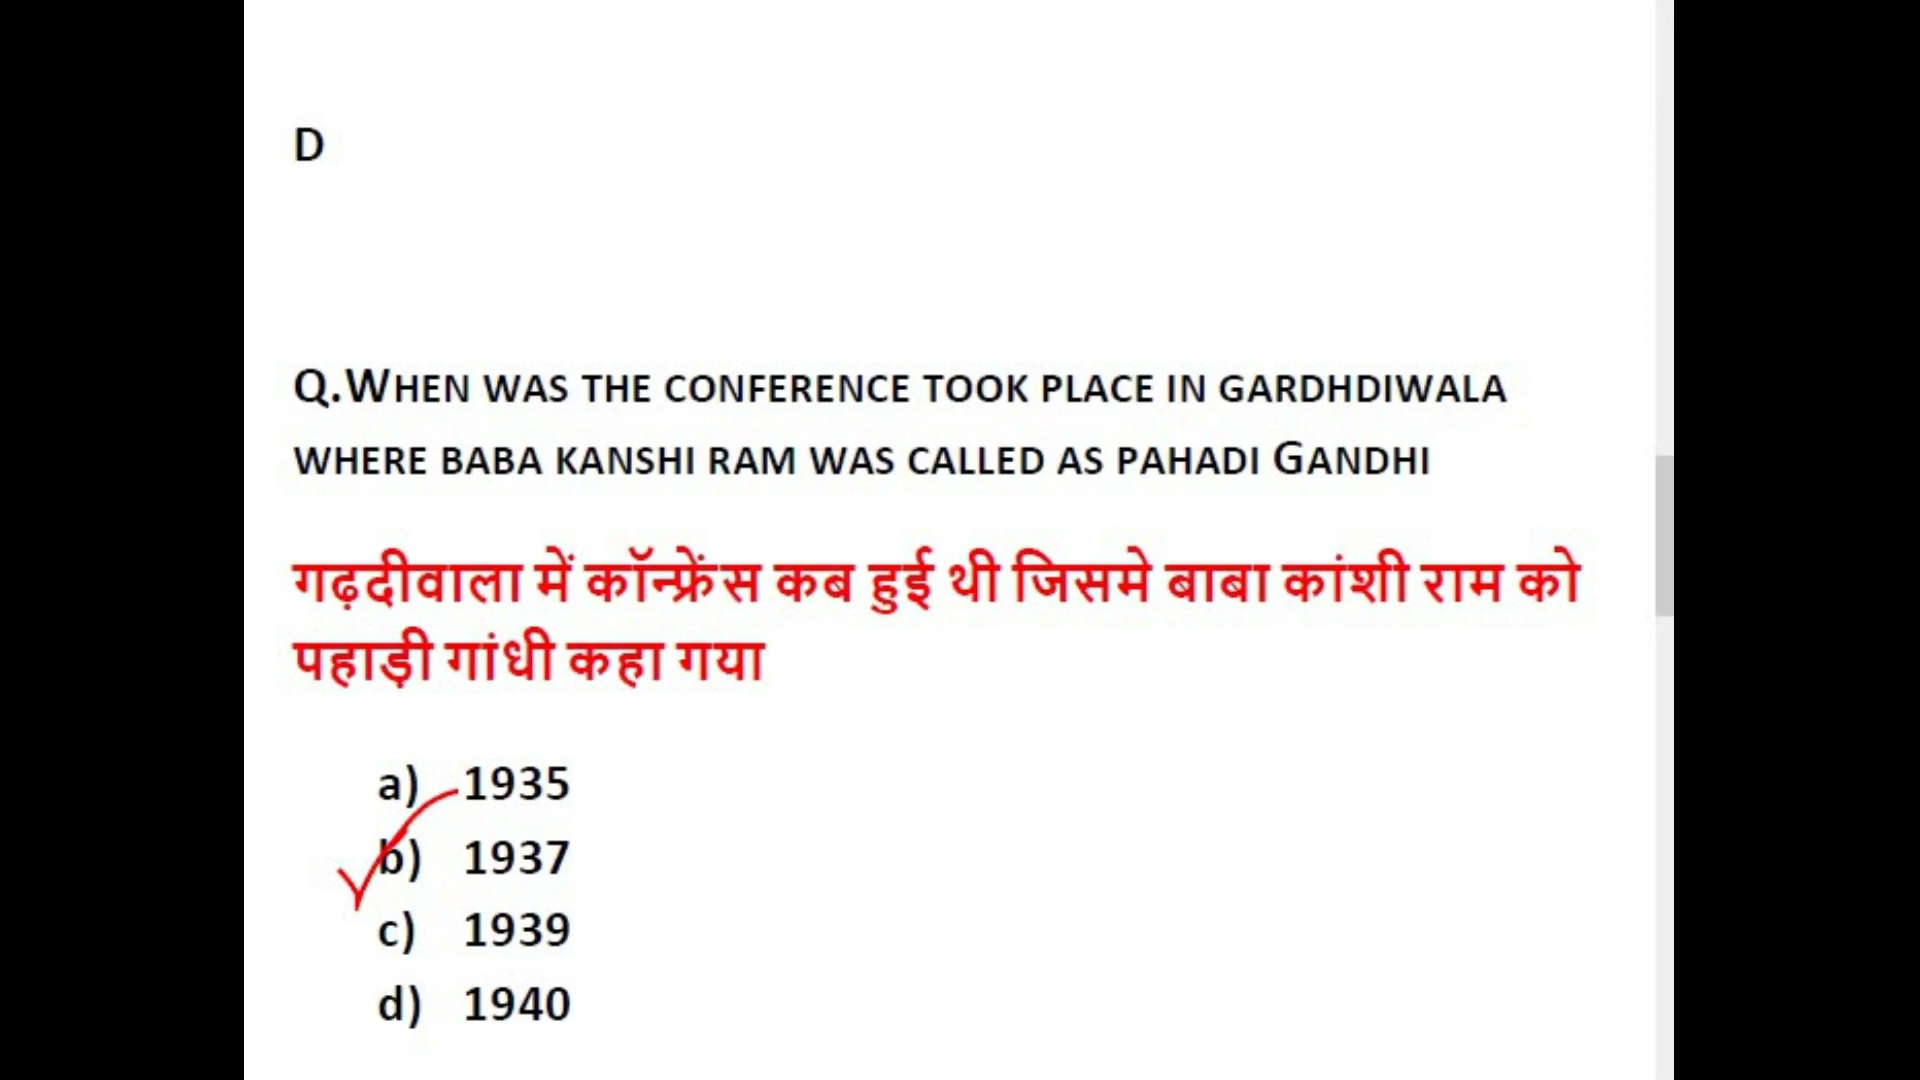 D
Q.WHEN WAS THE CONFERENCE TOOK PLACE IN GARDHDIWALA
WHERE BABA KANSHI RAM WAS CALLED AS PAHADI GANDHI
गढ़दीवाला में कॉन्फ्रेंस कब हुई थी जिसमे बाबा कांशी राम को
पहाड़ी गांधी कहा गया
a) 1935
b) 1937
c) 1939
d) 1940